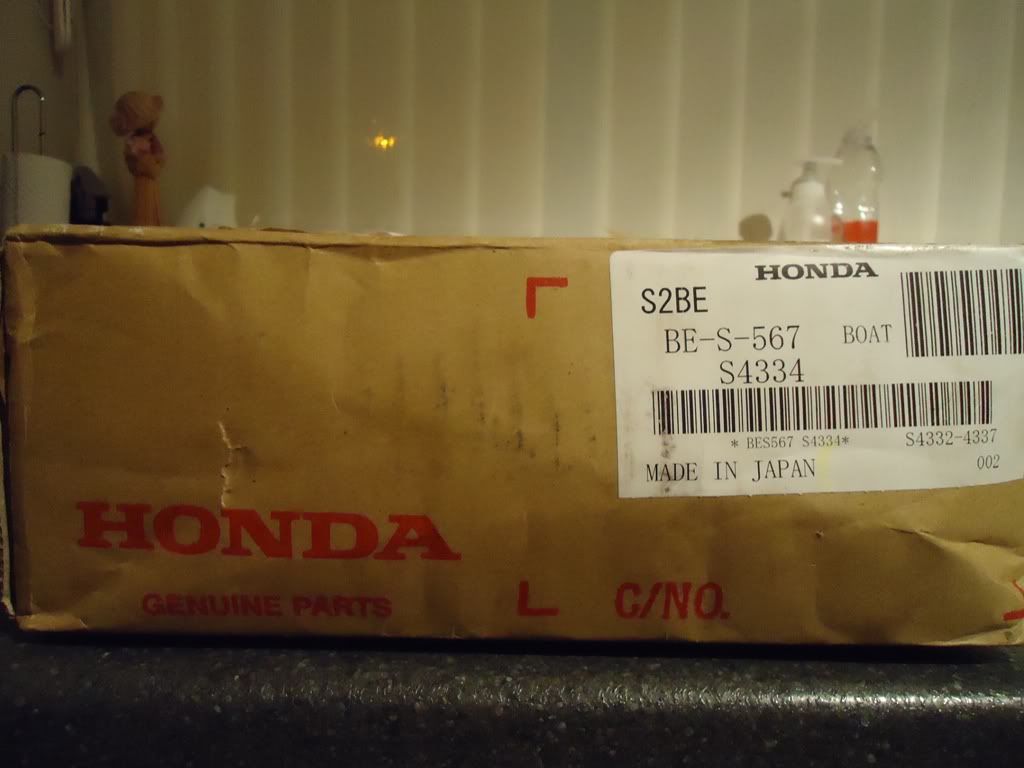 HONDA
S2BE
BE-S-567 BOAT
S4334
* BES567 S4334* S4332-4337
MADE IN JAPAN 002
HONDA
GENUINE PARTS
C/NO.